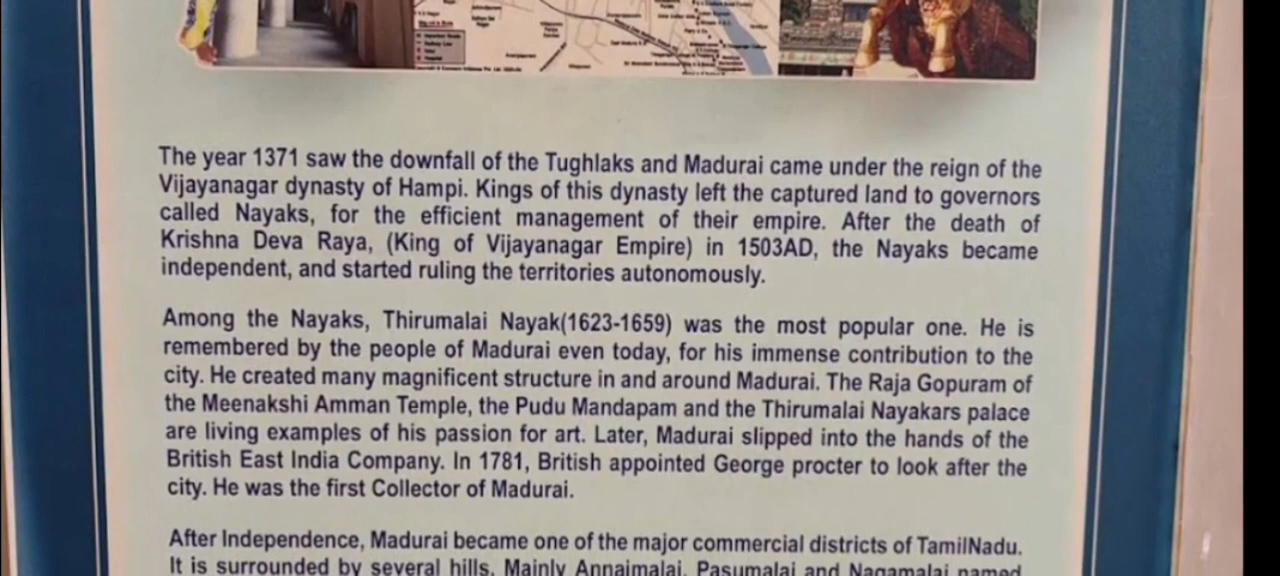 The year 1371 saw the downfall of the Tughlaks and Madurai came under the reign of the
Vijayanagar dynasty of Hampi. Kings of this dynasty left the captured land to governors
called Nayaks, for the efficient management of their empire. After the death of
Krishna Deva Raya, (King of Vijayanagar Empire) in 1503AD, the Nayaks became
independent, and started ruling the territories autonomously.
Among the Nayaks, Thirumalai Nayak(1623-1659) was the most popular one. He is
remembered by the people of Madurai even today, for his immense contribution to the
city. He created many magnificent structure in and around Madurai. The Raja Gopuram of
the Meenakshi Amman Temple, the Pudu Mandapam and the Thirumalai Nayakars palace
are living examples of his passion for art. Later, Madurai slipped into the hands of the
British East India Company. In 1781, British appointed George procter to look after the
city. He was the first Collector of Madurai.
After Independence, Madurai became one of the major commercial districts of TamilNadu.
It is surrounded by several hills. Mainly Annaimalai, Pasumalai and Nagamalai named